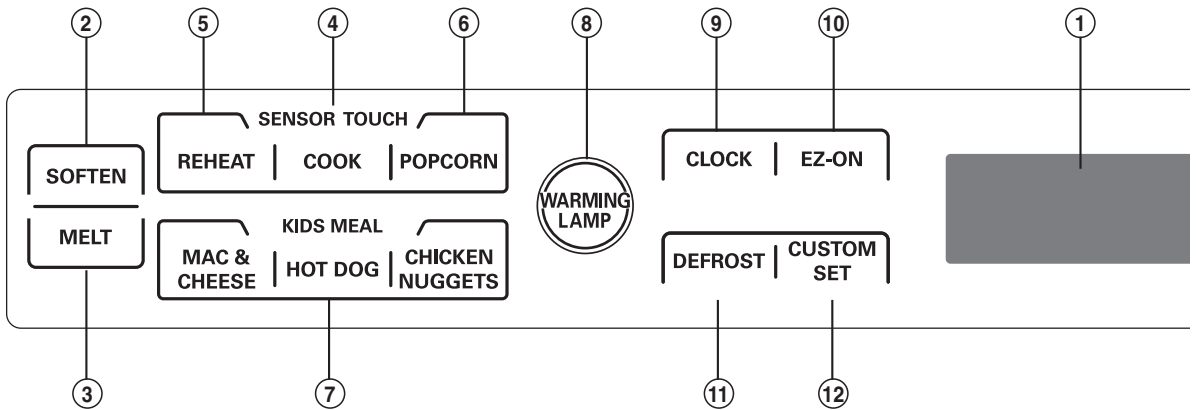 2 5 4 6 8 9 10 1
SENSOR TOUCH
SOFTEN
REHEAT COOK POPCORN
MELT
KIDS MEAL
MAC &
CHEESE
HOT DOG
CHICKEN
NUGGETS
WARMING
LAMP
CLOCK EZ-ON
DEFROST
CUSTOM
SET
3 7 11 12